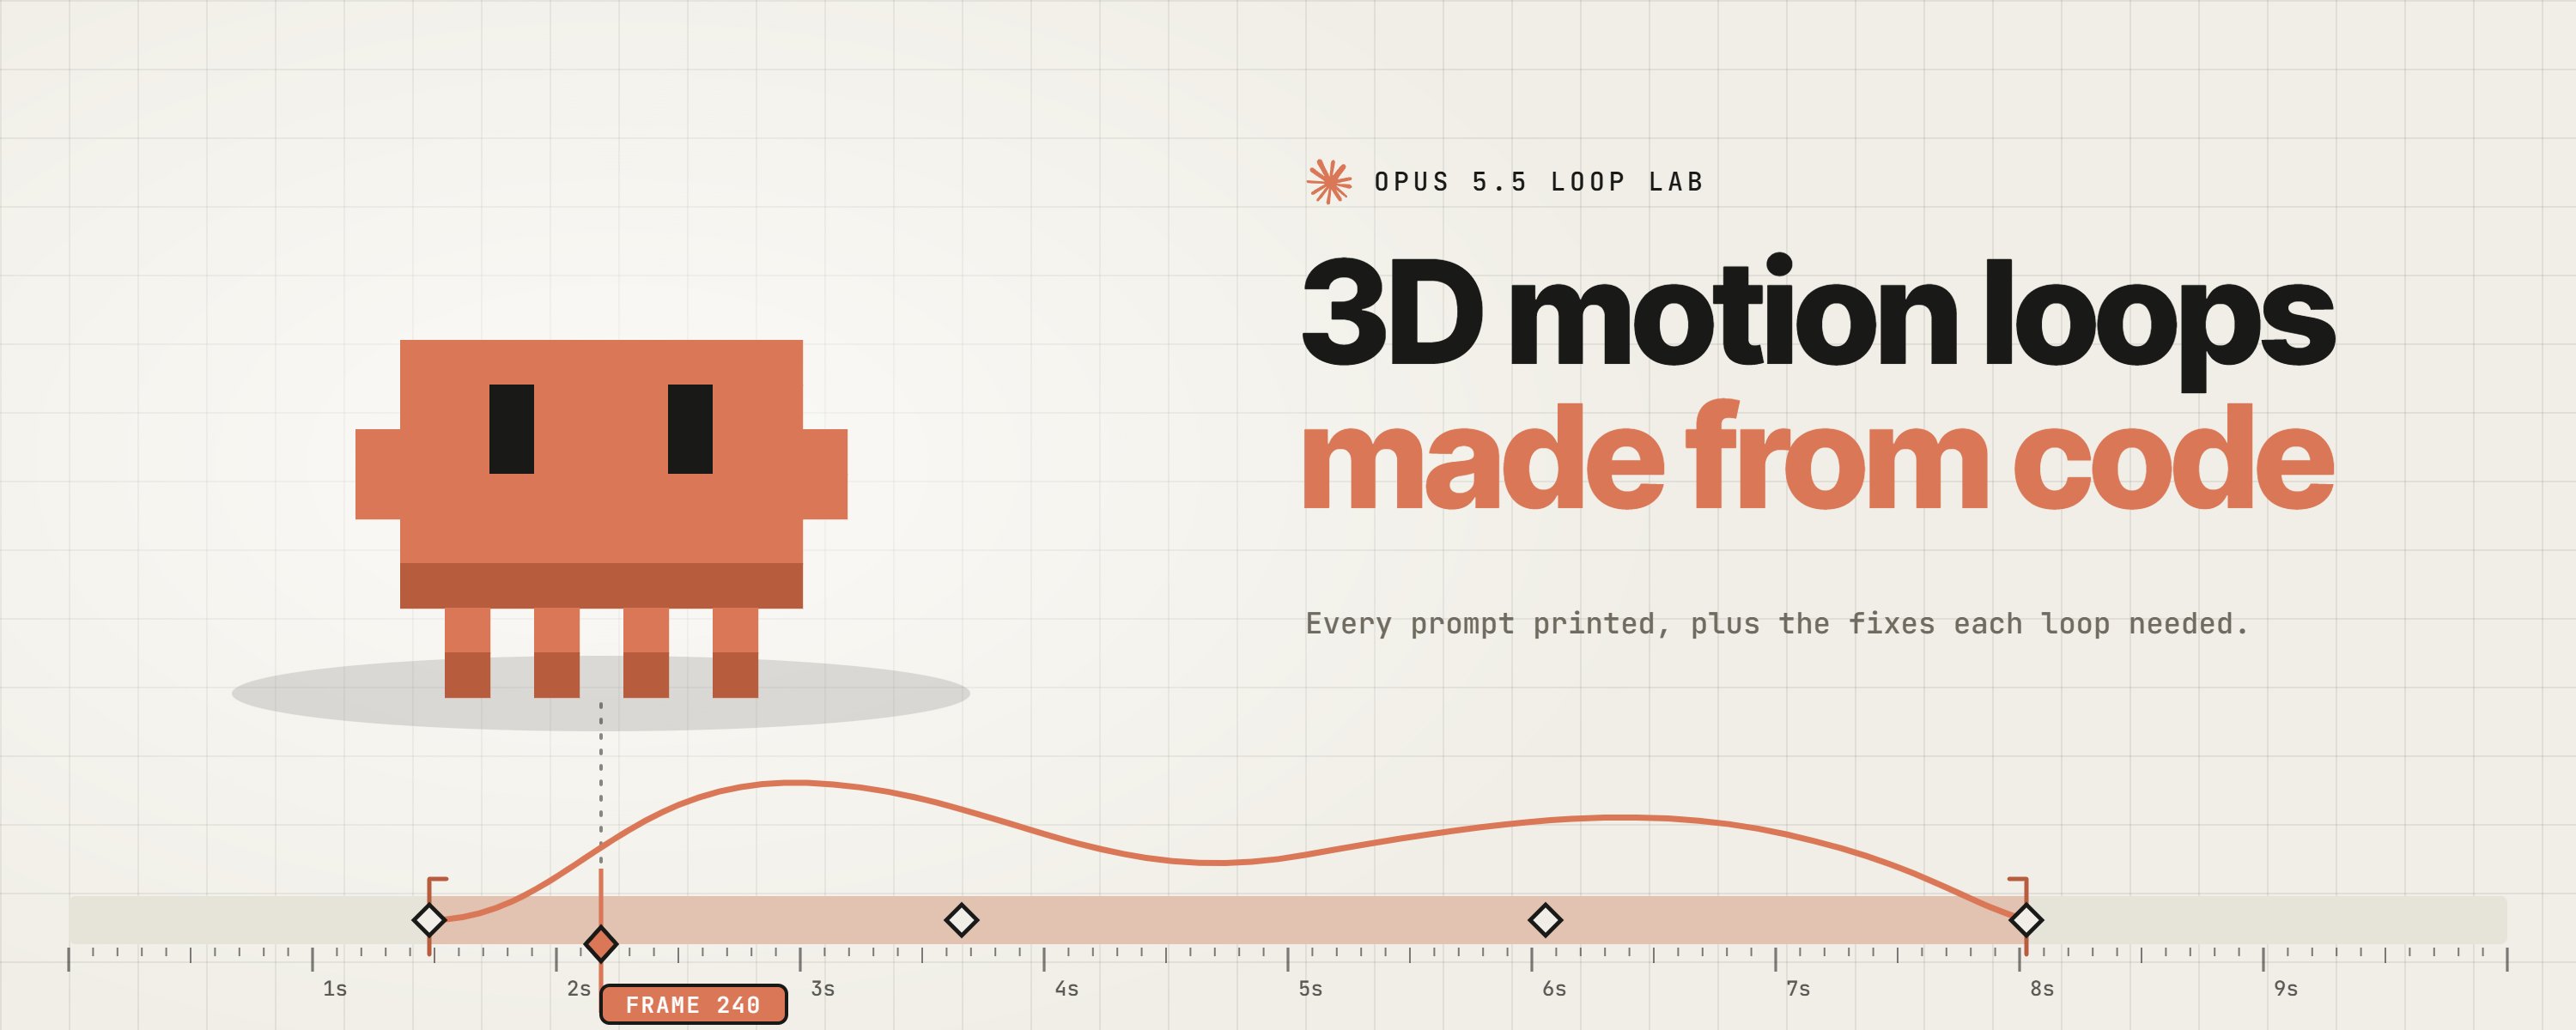 OPUS 5.5 LOOP LAB
3D motion loops
made from code
Every prompt printed, plus the fixes each loop needed.
1s 2s 3s 4s 5s 6s 7s 8s 9s
FRAME 240